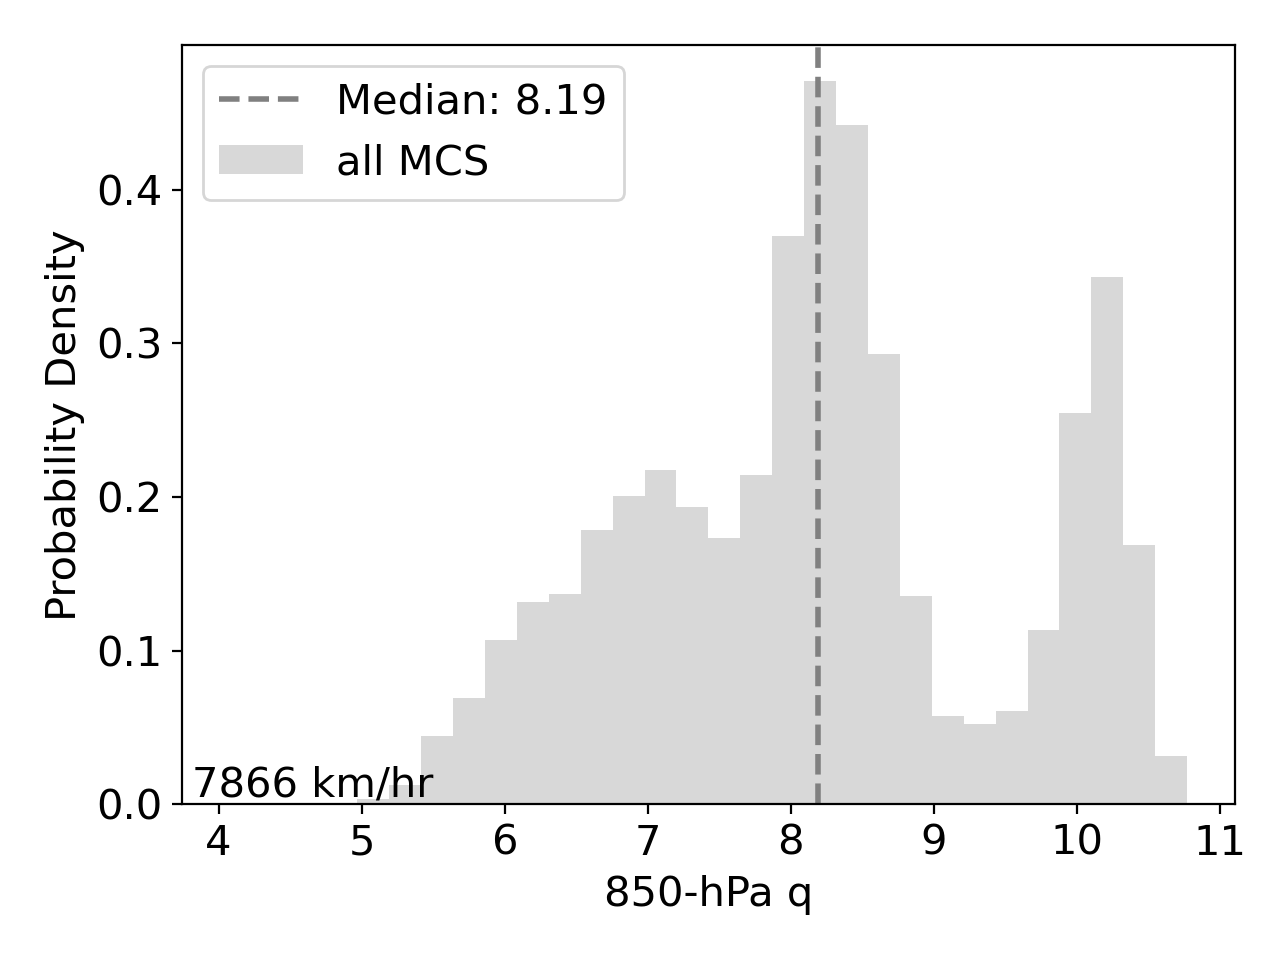 Median: 8.19
all MCS
Probability Density
0.4
0.3
0.2
0.1
0.0
7866 km/hr
4 5 6 7 8 9 10 11
850-hPa q